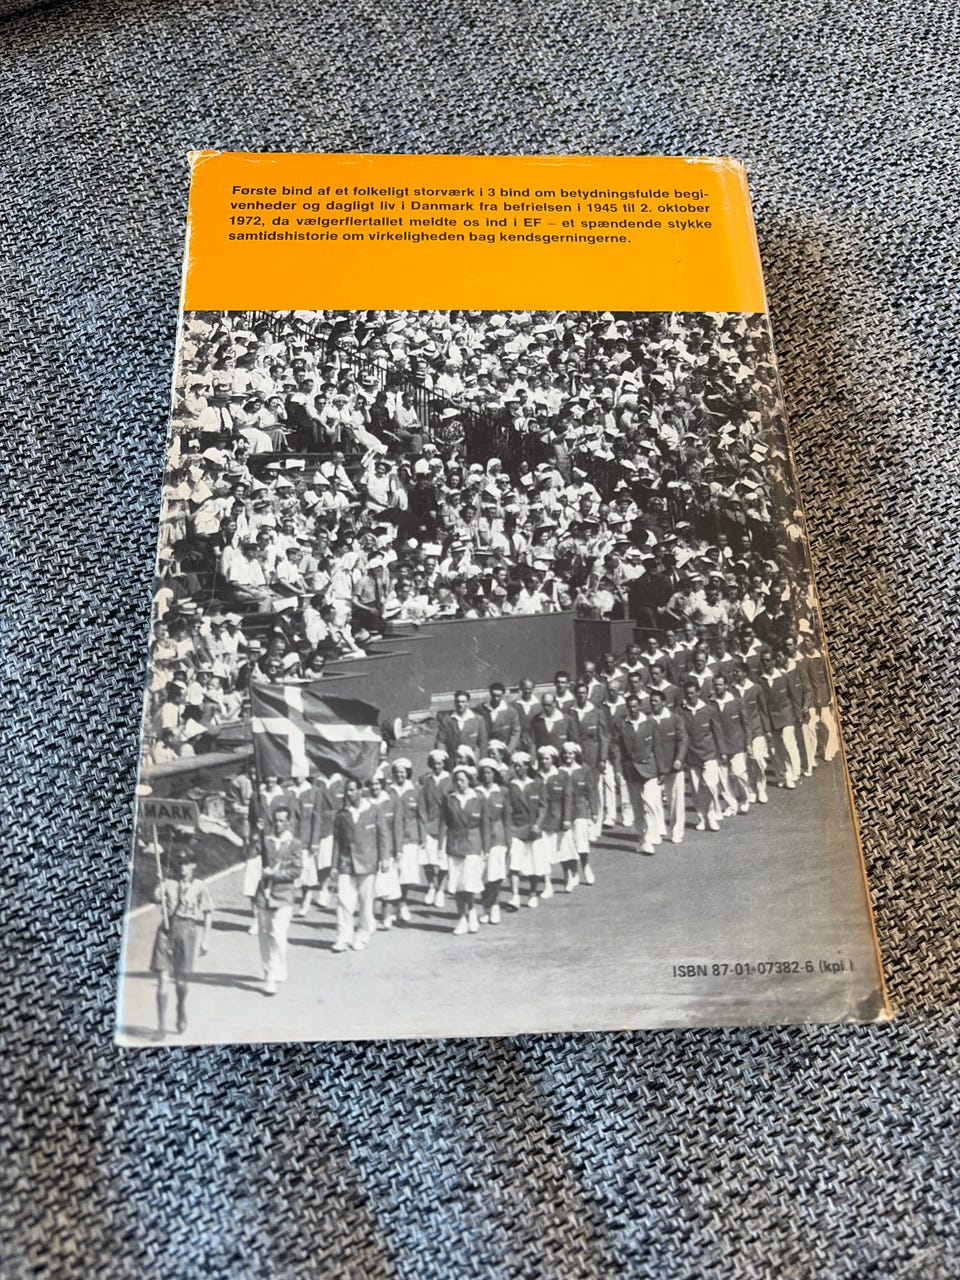 Første bind af et folkeligt storværk i 3 bind om betydningsfulde begi-
venheder og dagligt liv i Danmark fra befrielsen i 1945 til 2. oktober
1972, da vælgerflertallet meldte os ind i EF – et spændende stykke
samtidshistorie om virkeligheden bag kendsgerningerne.
MARK
ISBN 87-01-07382-6 (kpl.)